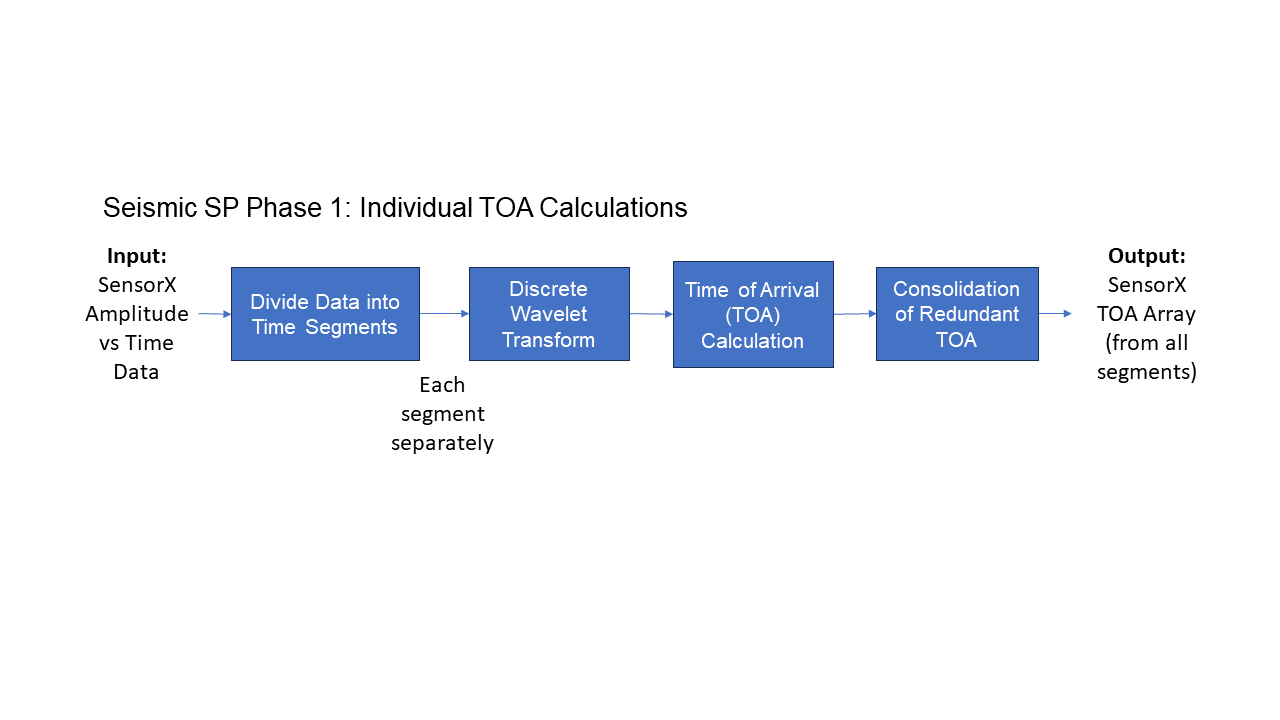 Seismic SP Phase 1: Individual TOA Calculations
Input:
SensorX
Amplitude
vs Time
Data
Divide Data into
Time Segments
Each
segment
separately
Discrete
Wavelet
Transform
Time of Arrival
(TOA)
Calculation
Consolidation
of Redundant
TOA
Output:
SensorX
TOA Array
(from all
segments)